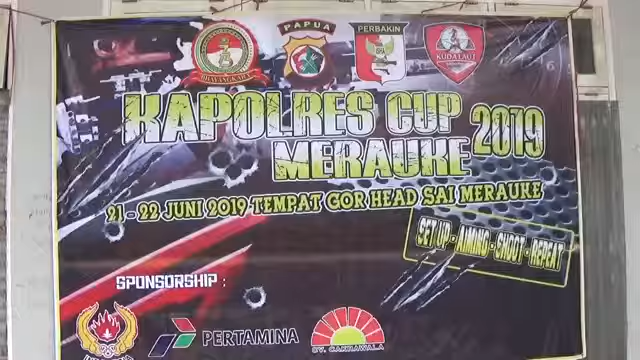 BHAYANGKARA
PAPUA
PERBAKIN
KUDA LAUT
KAPOLRES CUP 2019
MERAUKE
21 - 22 JUNI 2019 TEMPAT GOR HEAD SAI MERAUKE
SET UP - AIMING - SHOOT - REPEAT
SPONSORSHIP :
PERTAMINA
CV. CAKRAWALA